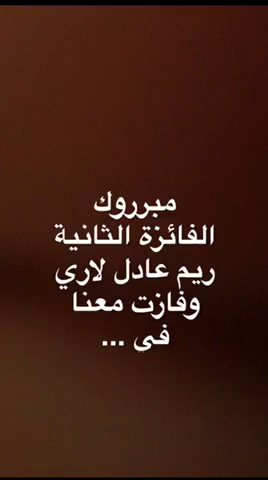 مبرروك
الفائزة الثانية
ريم عادل لاري
وفازت معنا
في ...